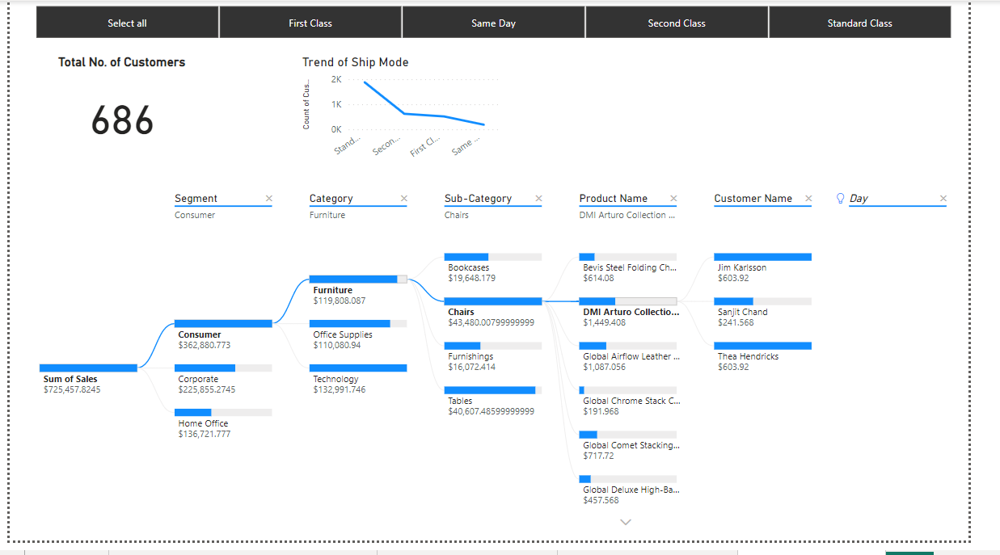 Select all
First Class
Same Day
Second Class
Standard Class
Total No. of Customers
686
Trend of Ship Mode
Count of Cus...
2K
1K
0K
Stand...
Secon...
First Cl...
Same ...
Segment
Consumer
Category
Furniture
Sub-Category
Chairs
Product Name
DMI Arturo Collection ...
Customer Name
Day
Sum of Sales
$725,457.8245
Consumer
$362,880.773
Corporate
$225,855.2745
Home Office
$136,721.777
Furniture
$119,808.087
Office Supplies
$110,080.94
Technology
$132,991.746
Bookcases
$19,648.179
Chairs
$43,480.00799999999
Furnishings
$16,072.414
Tables
$40,607.48599999999
Bevis Steel Folding Ch...
$614.08
DMI Arturo Collectio...
$1,449.408
Global Airflow Leather ...
$1,087.056
Global Chrome Stack C...
$191.968
Global Comet Stacking...
$717.72
Global Deluxe High-Ba...
$457.568
Jim Karlsson
$603.92
Sanjit Chand
$241.568
Thea Hendricks
$603.92